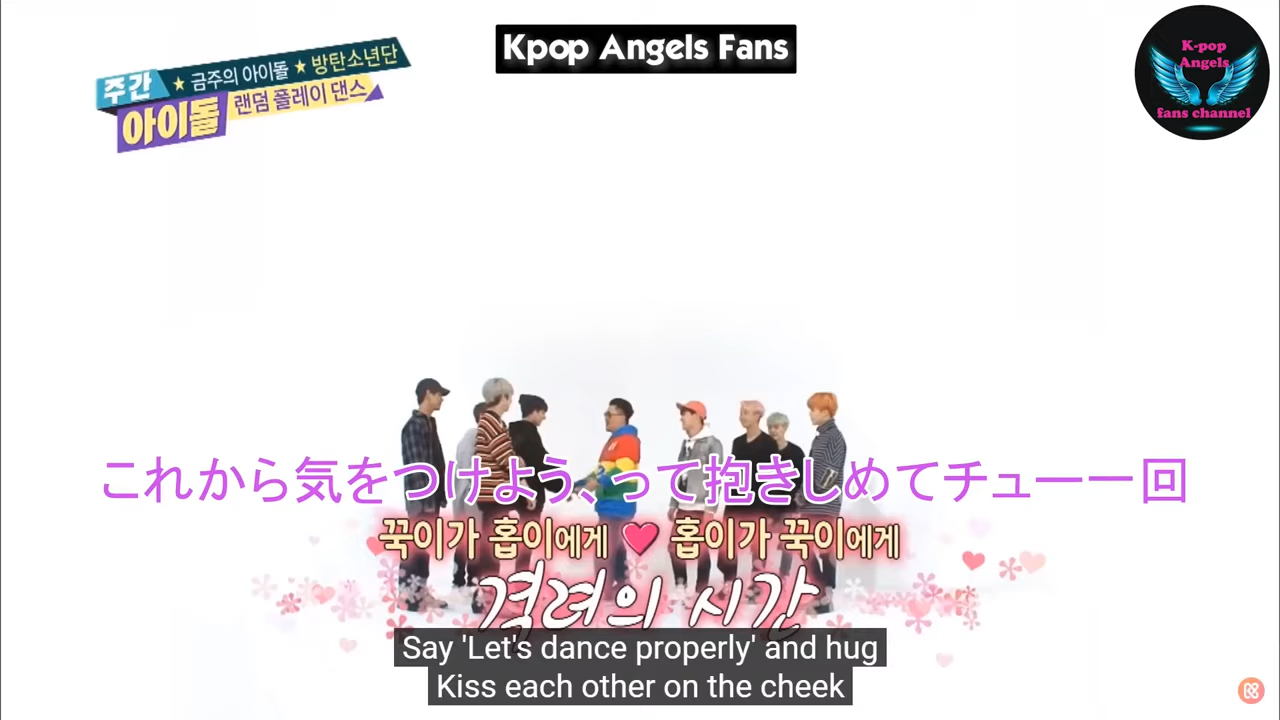 주간
★ 금주의 아이돌 ★ 방탄소년단
아이돌
랜덤 플레이 댄스
Kpop Angels Fans
K-pop
Angels
fans channel
これから気をつけよう、って抱きしめてチュー一回
꾹이가 홉이에게 ♥ 홉이가 꾹이에게
격려의 시간
Say 'Let's dance properly' and hug
Kiss each other on the cheek